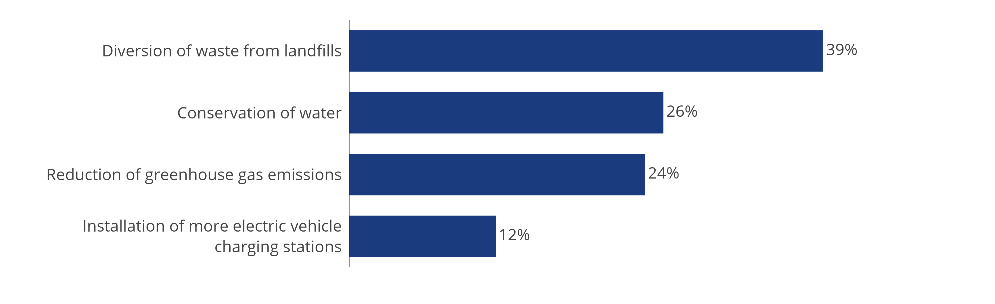 Diversion of waste from landfills 39%
Conservation of water 26%
Reduction of greenhouse gas emissions 24%
Installation of more electric vehicle
charging stations 12%